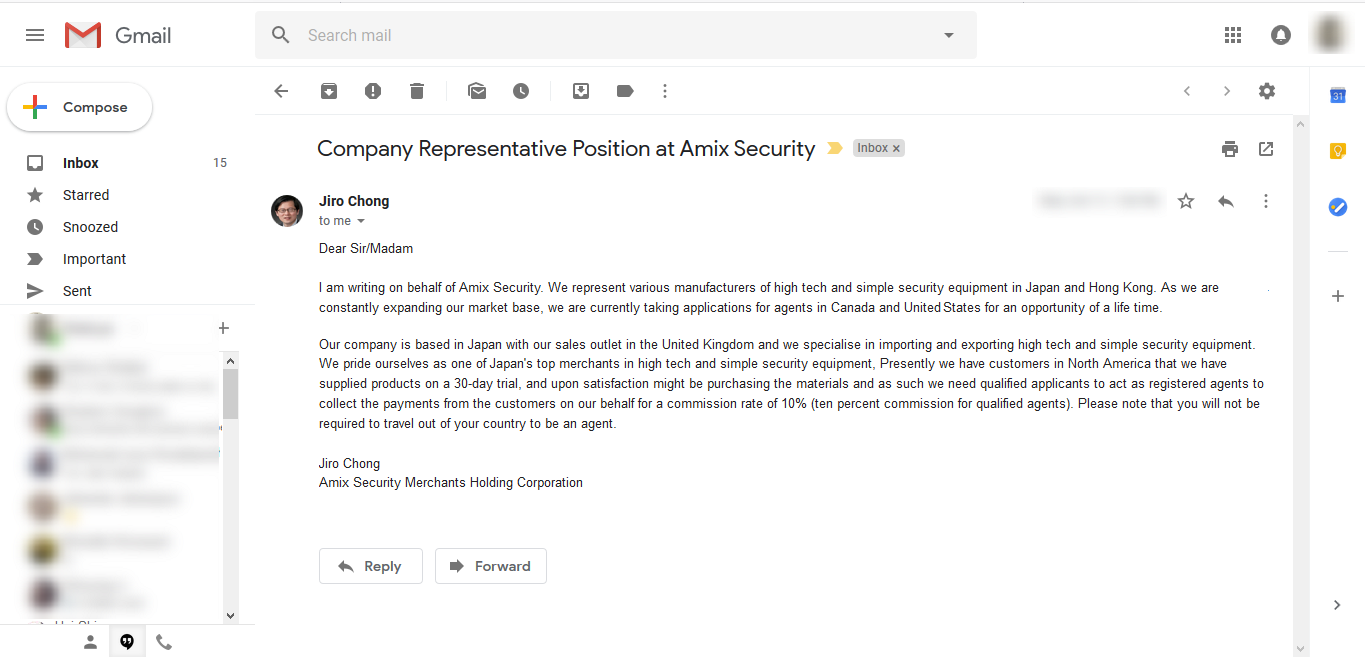 Gmail
Search mail
Compose
Inbox 15
Starred
Snoozed
Important
Sent
Company Representative Position at Amix Security
Inbox x
31
Jiro Chong
to me
Dear Sir/Madam
I am writing on behalf of Amix Security. We represent various manufacturers of high tech and simple security equipment in Japan and Hong Kong. As we are
constantly expanding our market base, we are currently taking applications for agents in Canada and United States for an opportunity of a life time.
Our company is based in Japan with our sales outlet in the United Kingdom and we specialise in importing and exporting high tech and simple security equipment.
We pride ourselves as one of Japan's top merchants in high tech and simple security equipment, Presently we have customers in North America that we have
supplied products on a 30-day trial, and upon satisfaction might be purchasing the materials and as such we need qualified applicants to act as registered agents to
collect the payments from the customers on our behalf for a commission rate of 10% (ten percent commission for qualified agents). Please note that you will not be
required to travel out of your country to be an agent.
Jiro Chong
Amix Security Merchants Holding Corporation
Reply
Forward